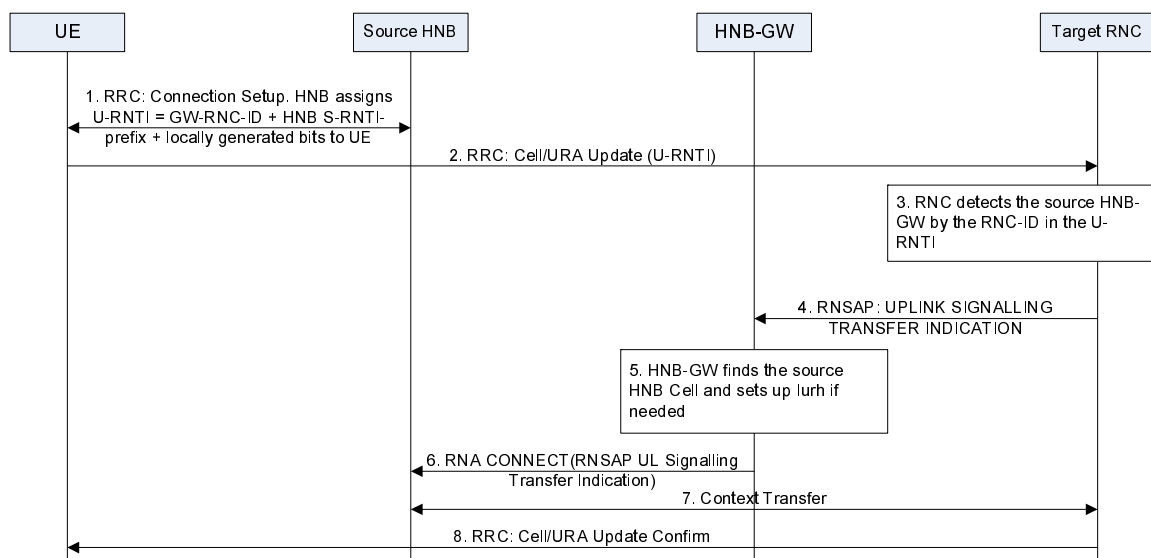 UE
Source HNB
HNB-GW
Target RNC
1. RRC: Connection Setup. HNB assigns
U-RNTI = GW-RNC-ID + HNB S-RNTI-
prefix + locally generated bits to UE
2. RRC: Cell/URA Update (U-RNTI)
3. RNC detects the source HNB-
GW by the RNC-ID in the U-
RNTI
4. RNSAP: UPLINK SIGNALLING
TRANSFER INDICATION
5. HNB-GW finds the source
HNB Cell and sets up Iurh if
needed
6. RNA CONNECT(RNSAP UL Signalling
Transfer Indication)
7. Context Transfer
8. RRC: Cell/URA Update Confirm